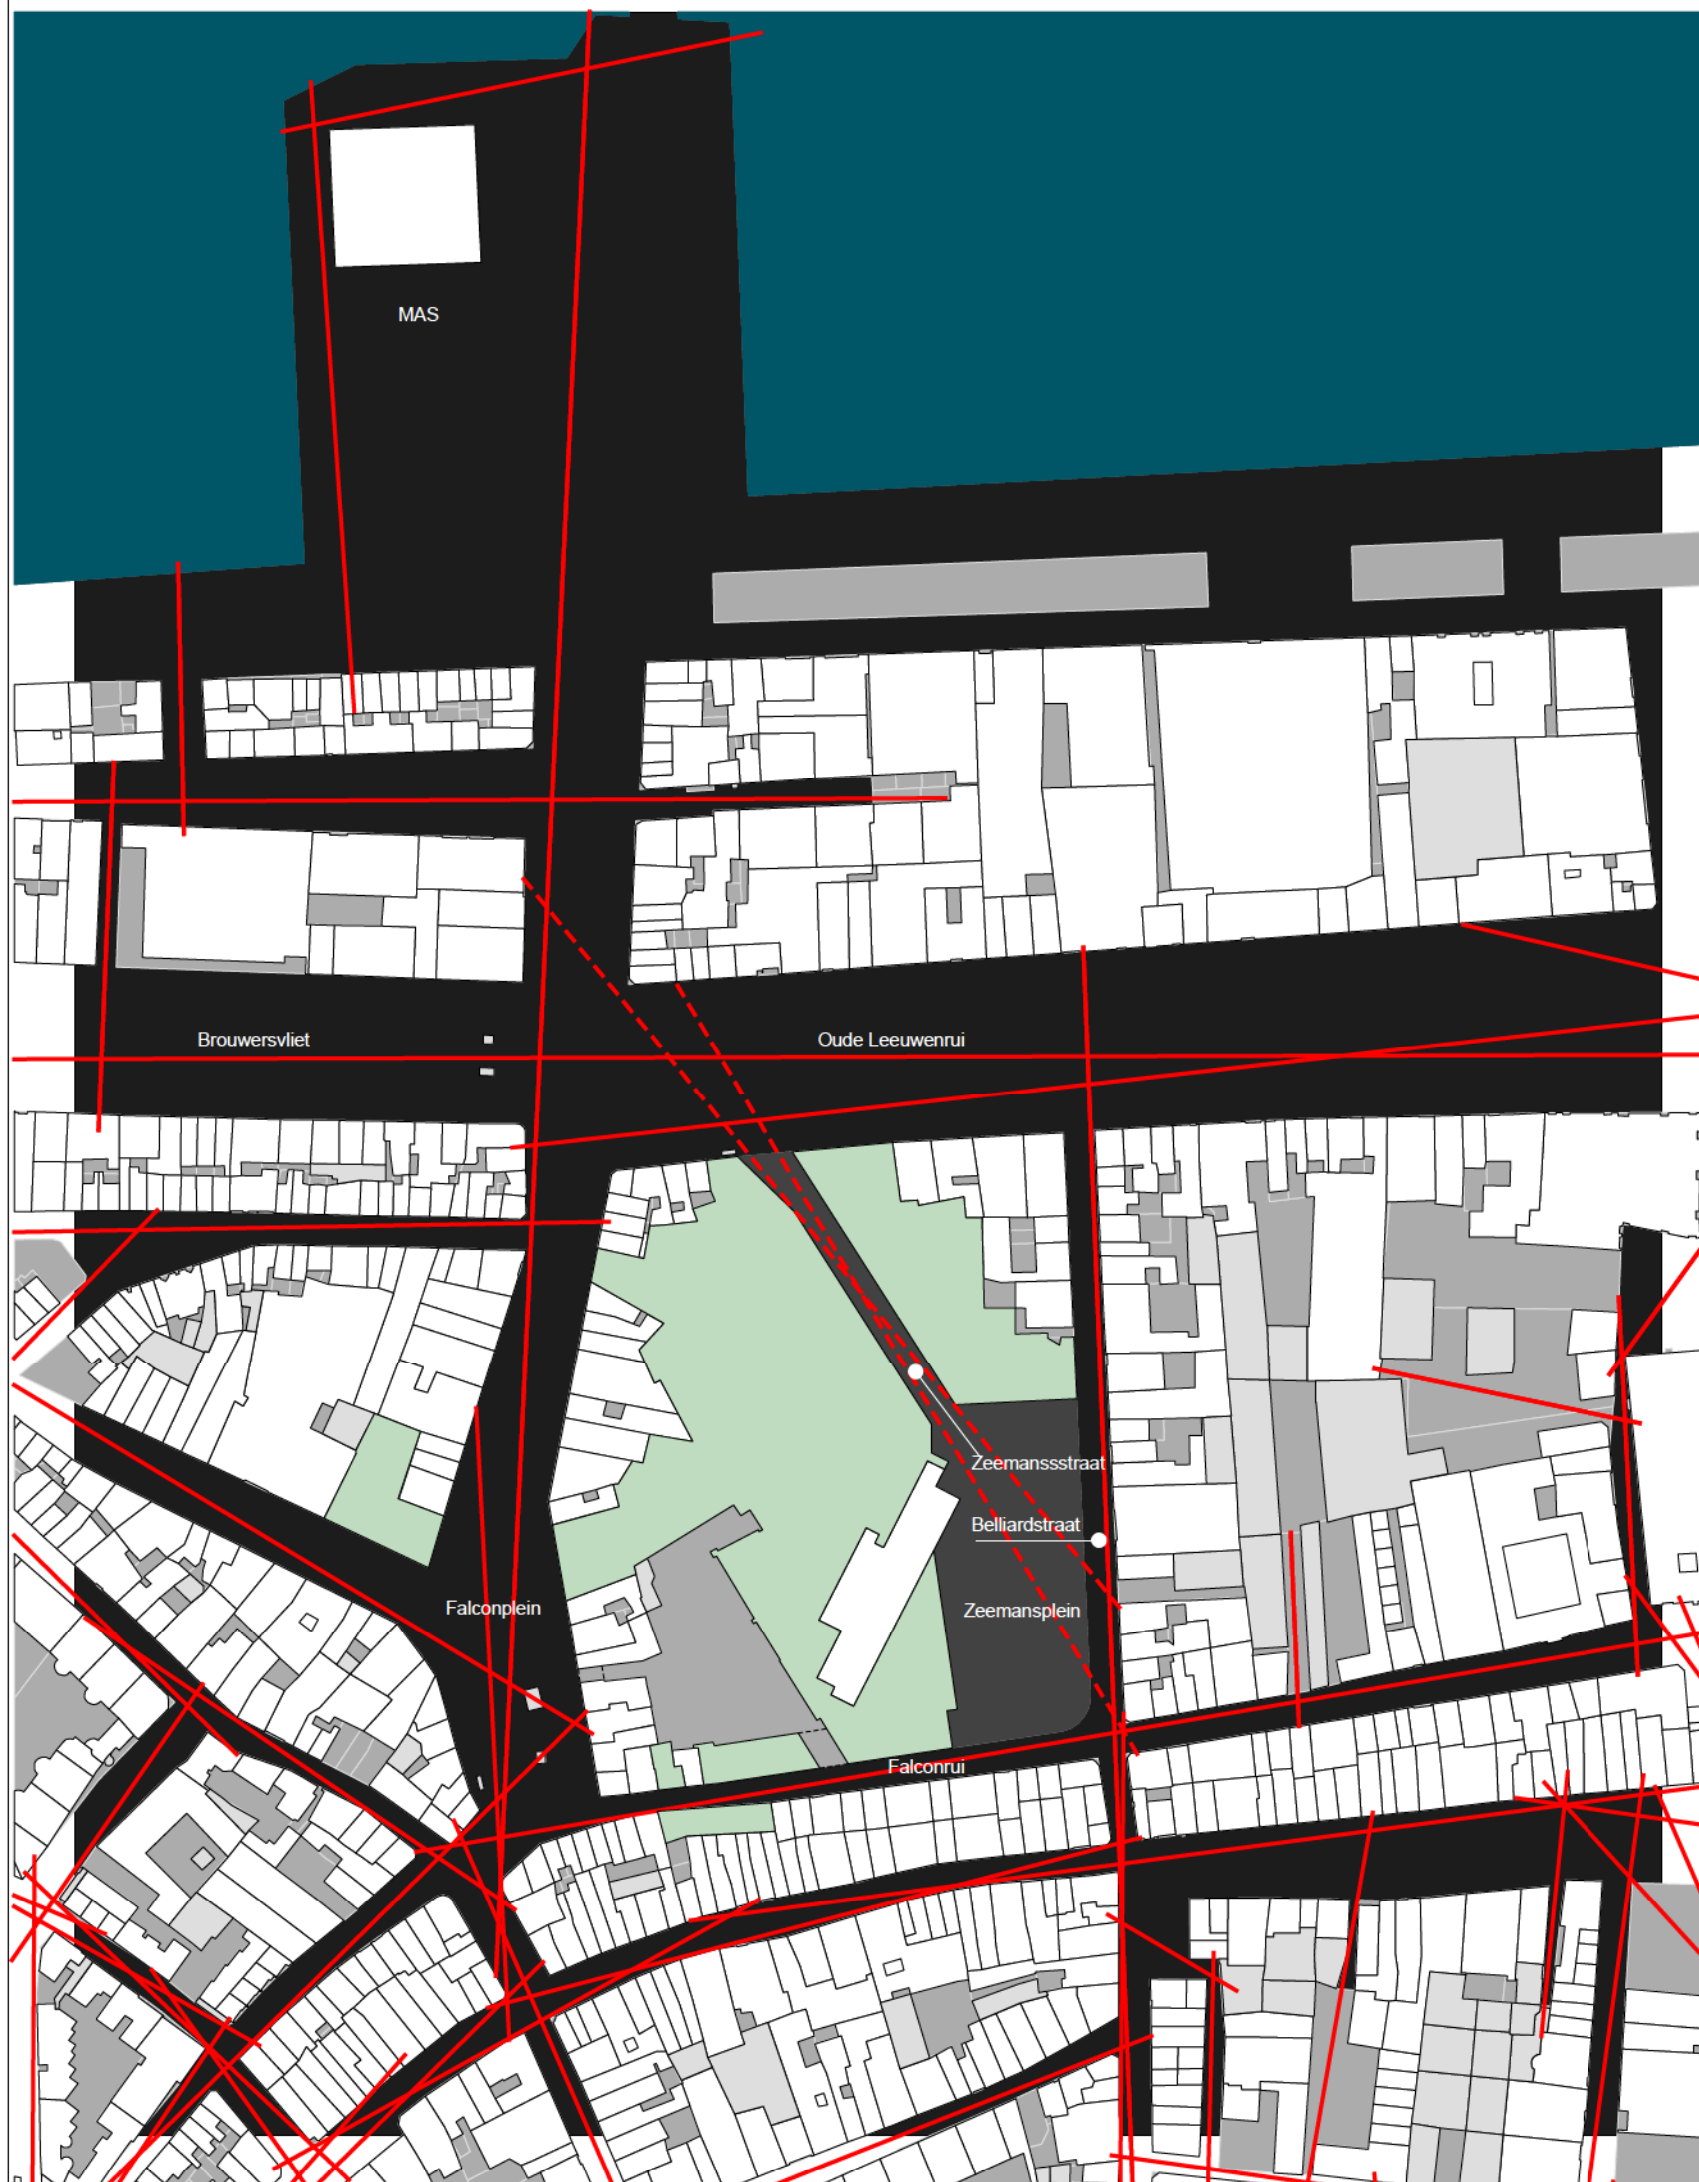 MAS
Brouwersvliet
Oude Leeuwenrui
Zeemanssstraat
Belliardstraat
Falconplein
Zeemansplein
Falconrui